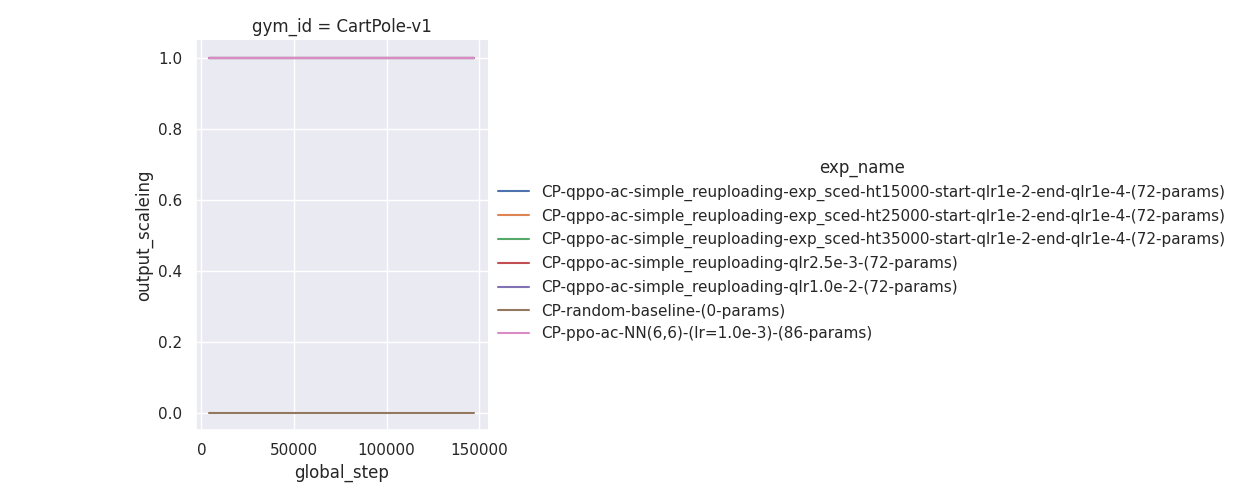 gym_id = CartPole-v1
1.0
0.8
0.6
0.4
0.2
0.0
output_scaleing
0
50000
100000
150000
global_step
exp_name
CP-qppo-ac-simple_reuploading-exp_sced-ht15000-start-qlr1e-2-end-qlr1e-4-(72-params)
CP-qppo-ac-simple_reuploading-exp_sced-ht25000-start-qlr1e-2-end-qlr1e-4-(72-params)
CP-qppo-ac-simple_reuploading-exp_sced-ht35000-start-qlr1e-2-end-qlr1e-4-(72-params)
CP-qppo-ac-simple_reuploading-qlr2.5e-3-(72-params)
CP-qppo-ac-simple_reuploading-qlr1.0e-2-(72-params)
CP-random-baseline-(0-params)
CP-ppo-ac-NN(6,6)-(lr=1.0e-3)-(86-params)